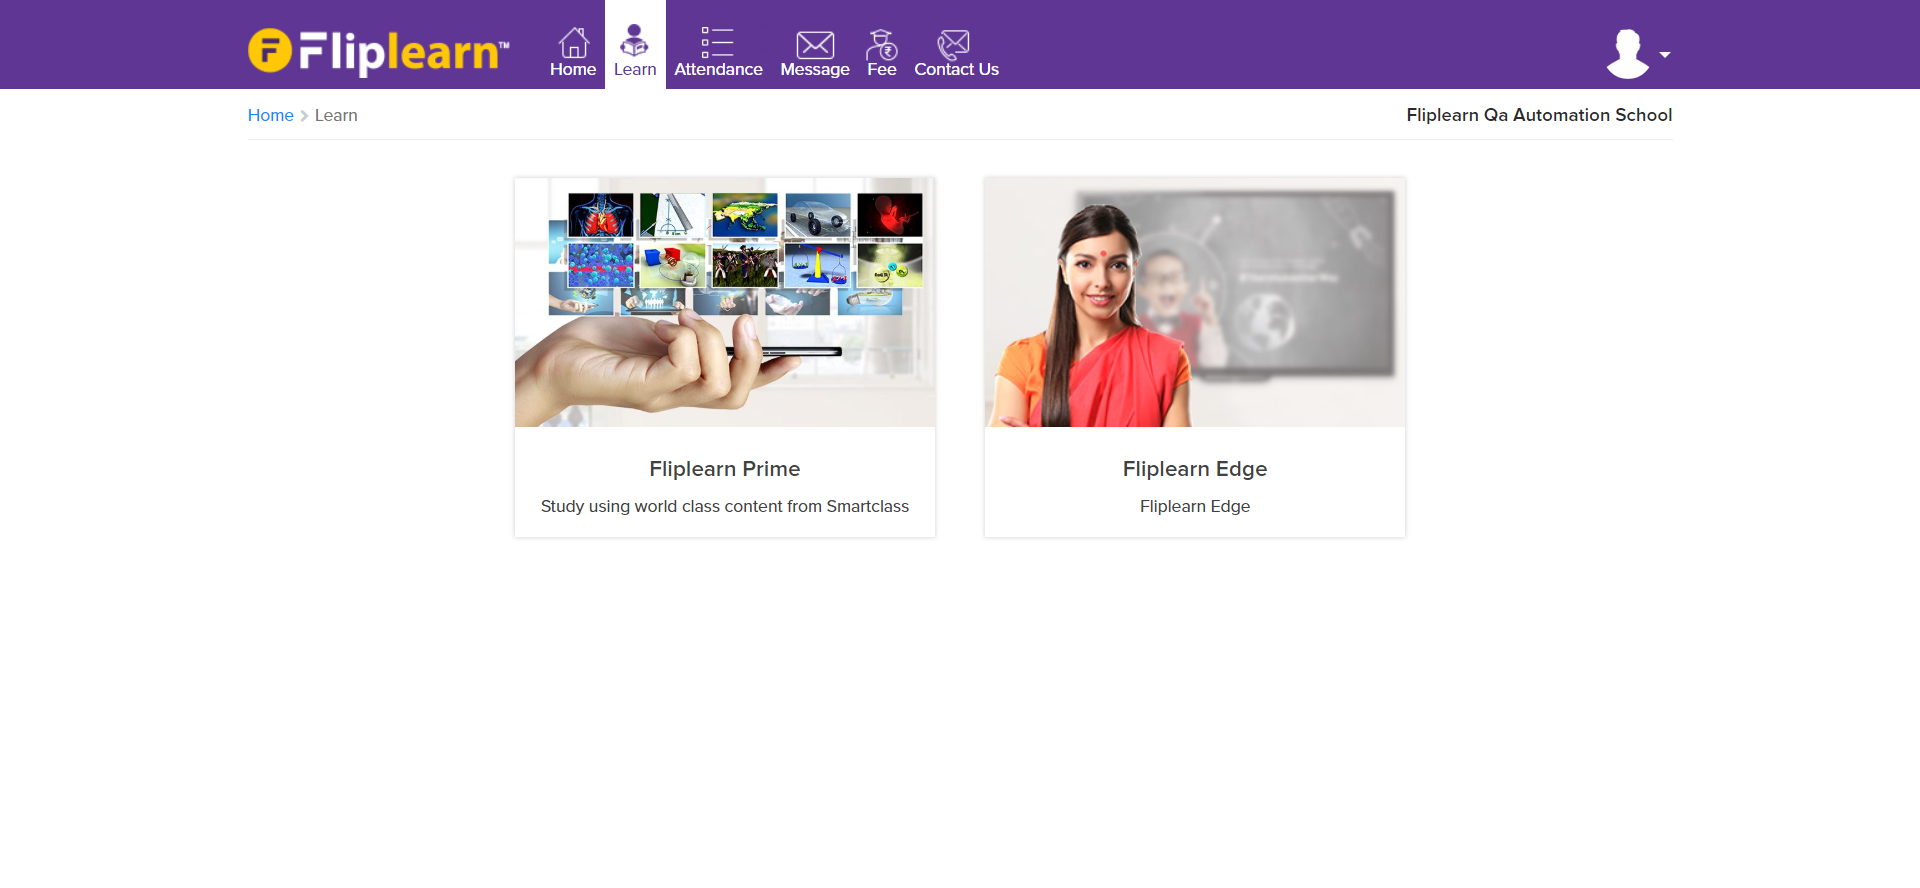 Fliplearn™
Home
Learn
Attendance
Message
Fee
Contact Us
Home > Learn
Fliplearn Qa Automation School
Fliplearn Prime
Study using world class content from Smartclass
Fliplearn Edge
Fliplearn Edge